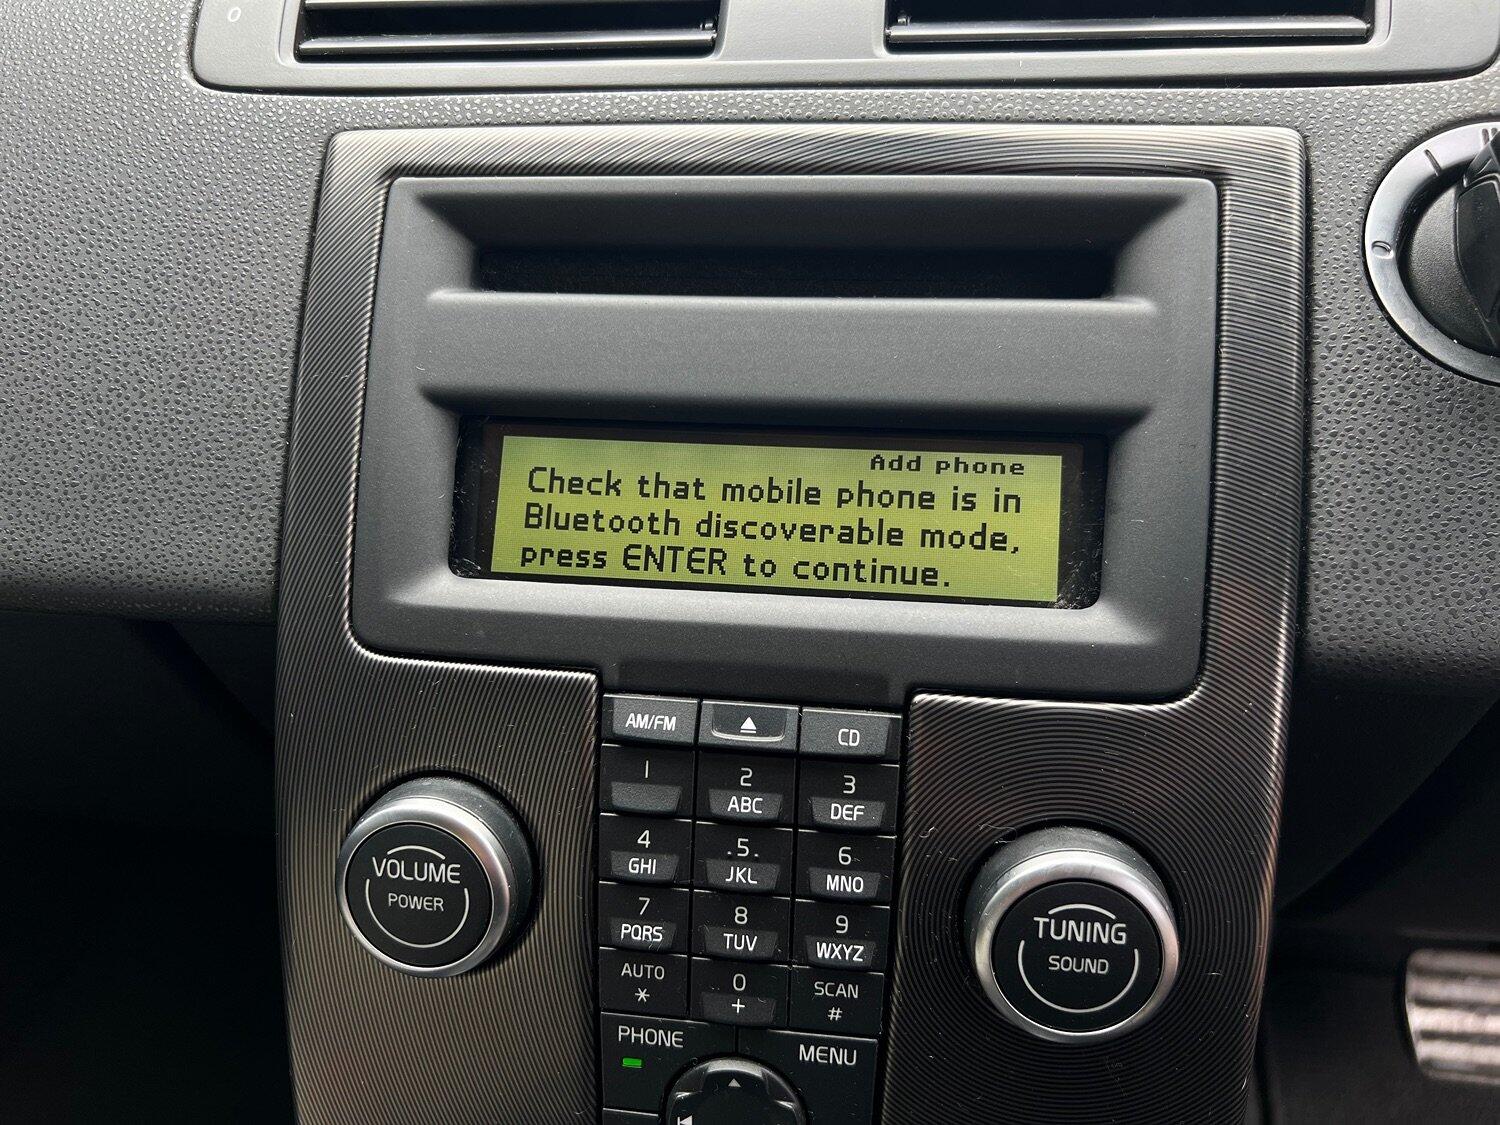 0
Add phone
Check that mobile phone is in
Bluetooth discoverable mode,
press ENTER to continue.
AM/FM
CD
1
2
ABC
3
DEF
4
GHI
5
JKL
6
MNO
7
PQRS
8
TUV
9
WXYZ
AUTO
*
0
+
SCAN
#
VOLUME
POWER
TUNING
SOUND
PHONE
MENU
0